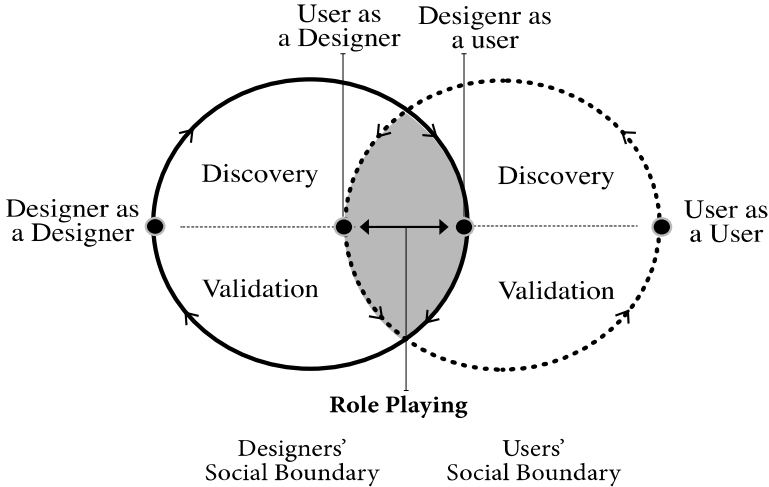 User as
a Designer
Desigenr as
a user
Discovery
Discovery
Designer as
a Designer
User as
a User
Validation
Validation
Role Playing
Designers’
Social Boundary
Users’
Social Boundary